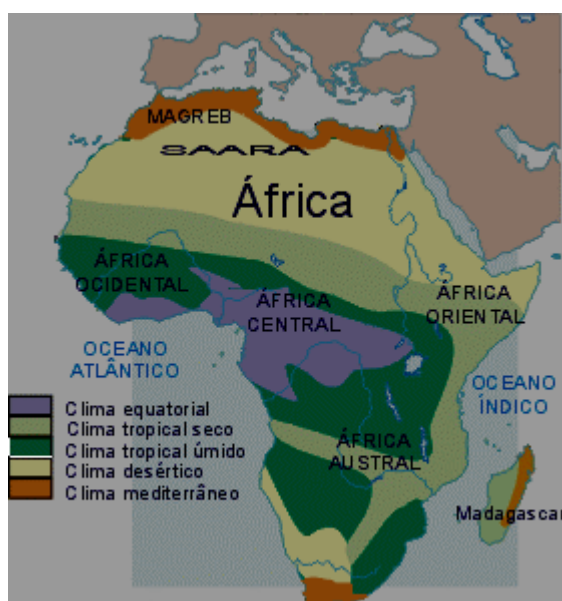 MAGREB
SAARA
África
ÁFRICA
OCIDENTAL
ÁFRICA
CENTRAL
ÁFRICA
ORIENTAL
OCEANO
ATLÂNTICO
OCEANO
ÍNDICO
Clima equatorial
Clima tropical seco
Clima tropical úmido
Clima desértico
Clima mediterrâneo
ÁFRICA
AUSTRAL
Madagascar